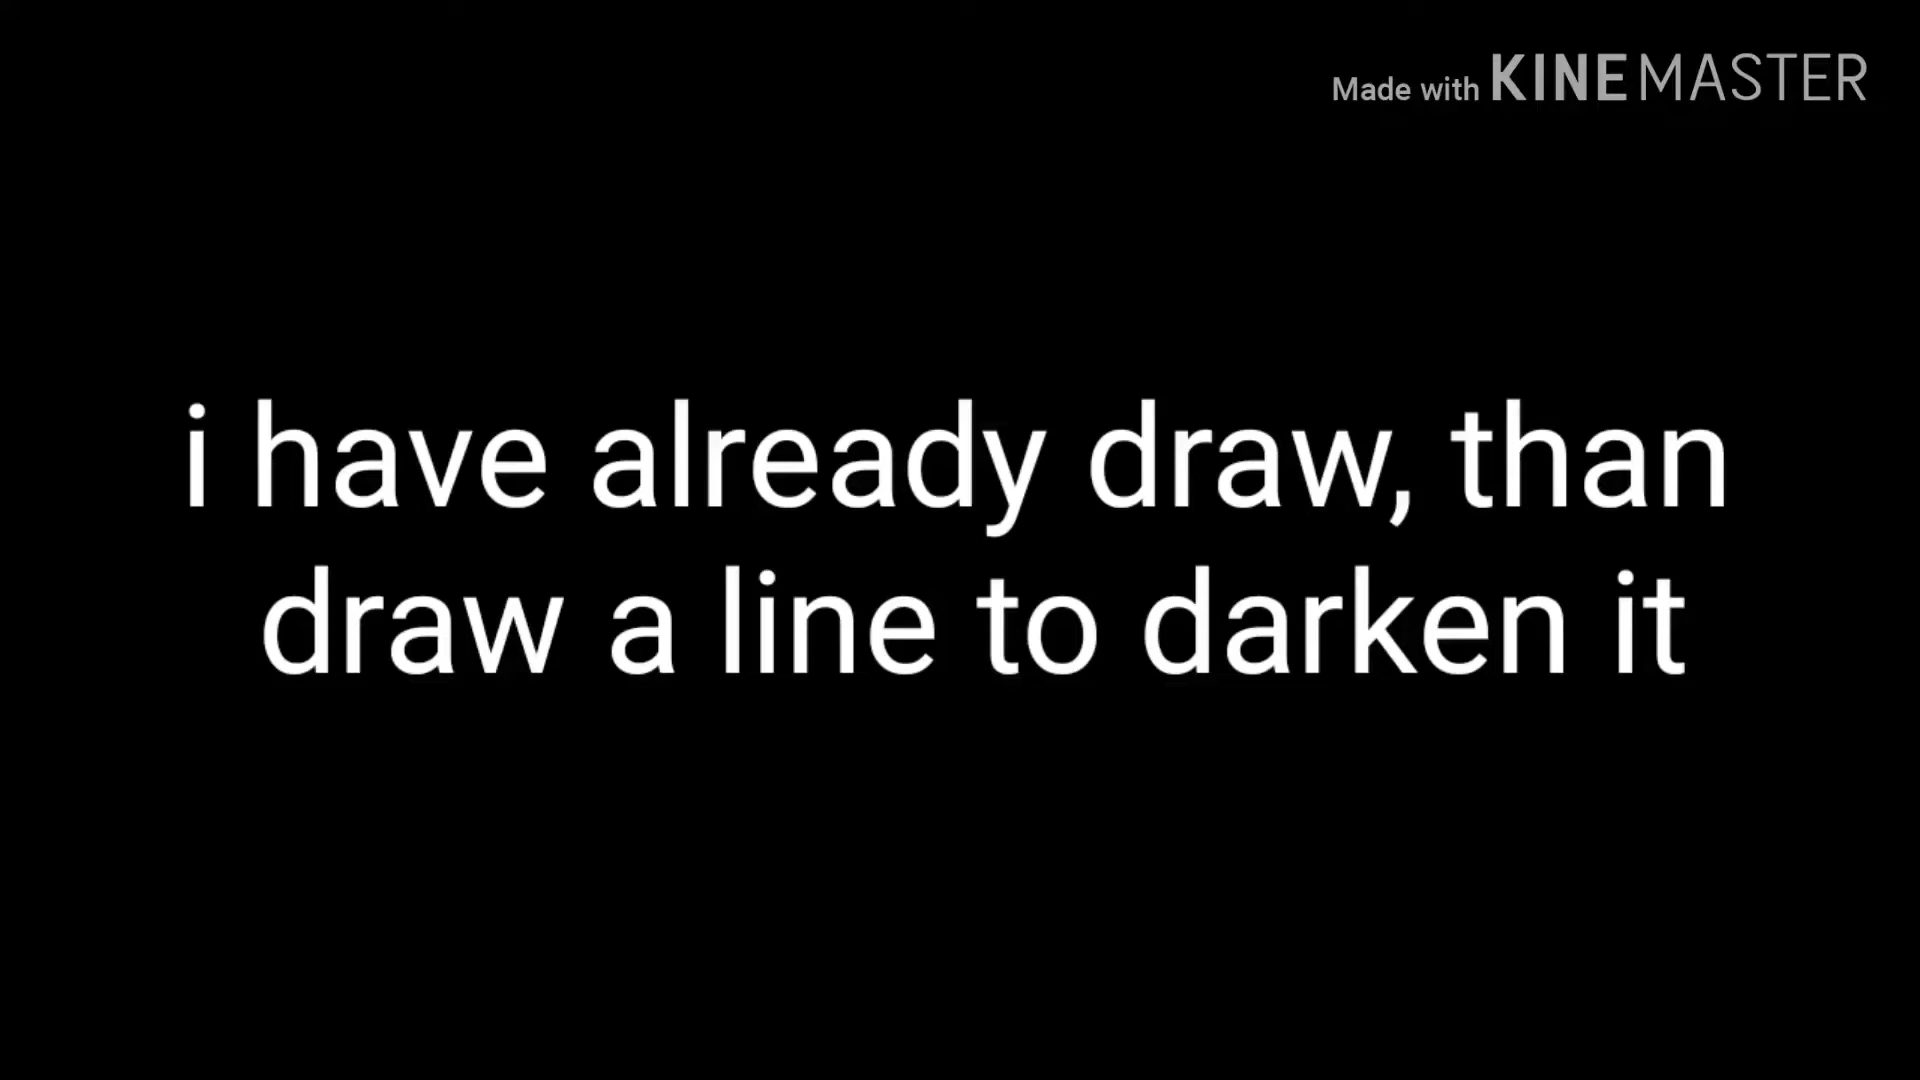 Made with KINEMASTER
i have already draw, than
draw a line to darken it